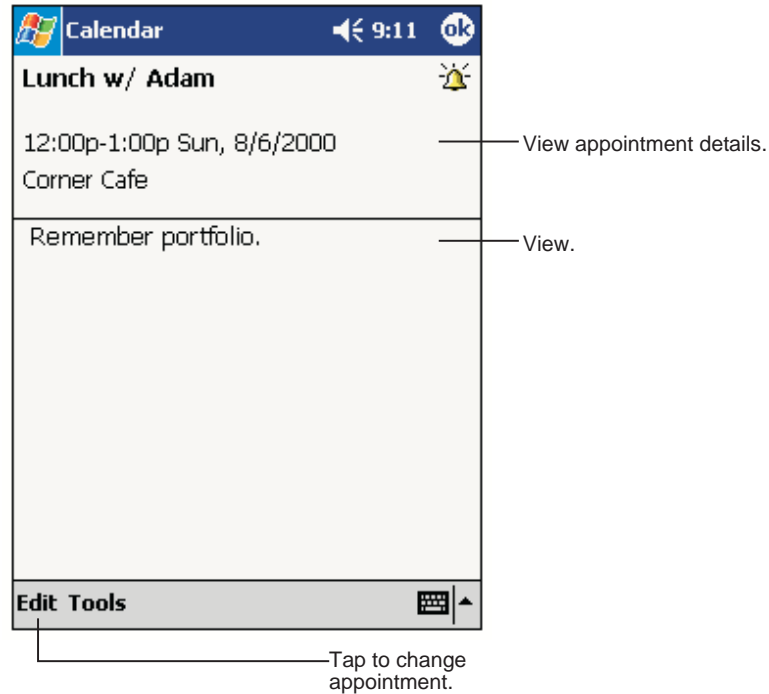 Calendar 9:11 ok
Lunch w/ Adam
12:00p-1:00p Sun, 8/6/2000
View appointment details.
Corner Cafe
Remember portfolio.
View.
Edit Tools
Tap to change
appointment.